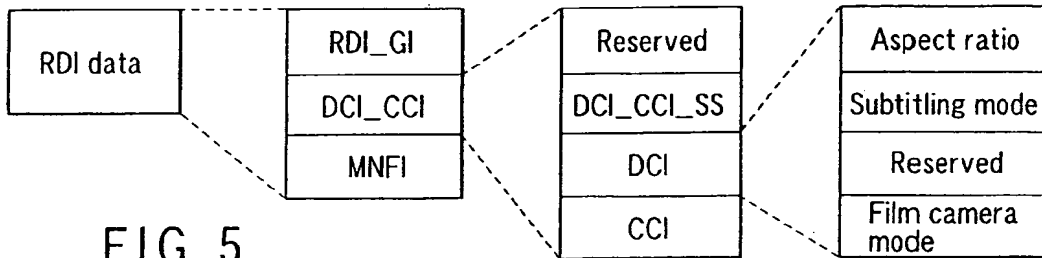 RDI data
RDI_GI
DCI_CCI
MNFI
Reserved
DCI_CCI_SS
DCI
CCI
Aspect ratio
Subtitling mode
Reserved
Film camera
mode
FIG. 5